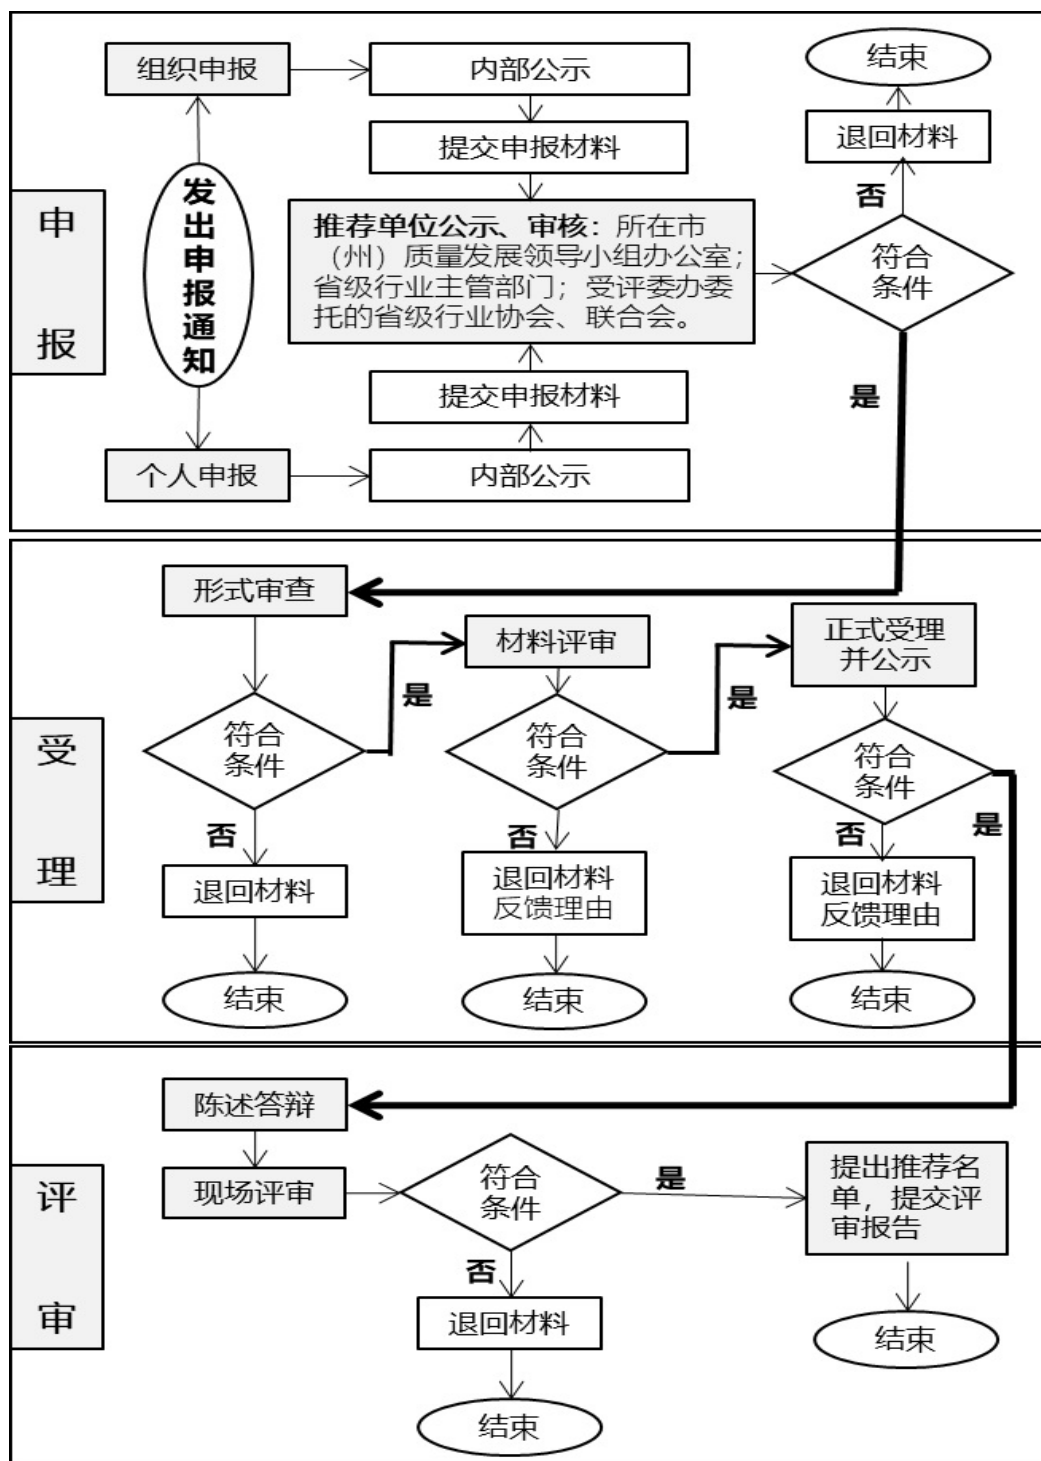 组织申报
内部公示
结束
提交申报材料
退回材料
否
发出申报通知
申
报
推荐单位公示、审核：所在市
（州）质量发展领导小组办公室；
省级行业主管部门；受评委办委
托的省级行业协会、联合会。
符合
条件
提交申报材料
是
个人申报
内部公示
形式审查
材料评审
正式受理
并公示
是
是
受
理
符合
条件
符合
条件
符合
条件
否
否
否
是
退回材料
退回材料
反馈理由
退回材料
反馈理由
结束
结束
结束
陈述答辩
评
审
现场评审
符合
条件
是
提出推荐名
单，提交评
审报告
否
退回材料
结束
结束